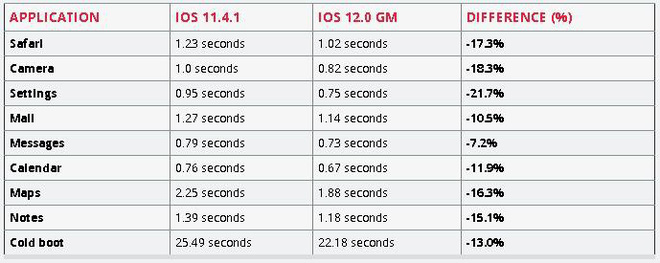 APPLICATION IOS 11.4.1 IOS 12.0 GM DIFFERENCE (%)
Safari 1.23 seconds 1.02 seconds -17.3%
Camera 1.0 seconds 0.82 seconds -18.3%
Settings 0.95 seconds 0.75 seconds -21.7%
Mail 1.27 seconds 1.14 seconds -10.5%
Messages 0.79 seconds 0.73 seconds -7.2%
Calendar 0.76 seconds 0.67 seconds -11.9%
Maps 2.25 seconds 1.88 seconds -16.3%
Notes 1.39 seconds 1.18 seconds -15.1%
Cold boot 25.49 seconds 22.18 seconds -13.0%